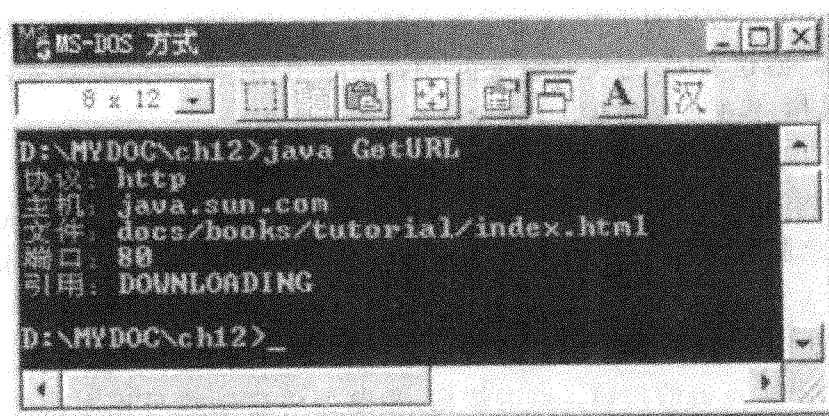 MS-DOS 方式
8 x 12
A 汉
D:\MYDOC\ch12>java GetURL
协议: http
主机: java.sun.com
文件: docs/books/tutorial/index.html
端口: 80
引用: DOWNLOADING
D:\MYDOC\ch12>_